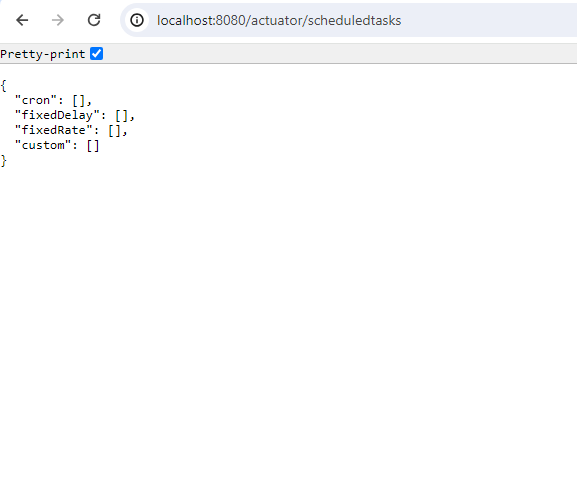 localhost:8080/actuator/scheduledtasks
Pretty-print
{
  "cron": [],
  "fixedDelay": [],
  "fixedRate": [],
  "custom": []
}